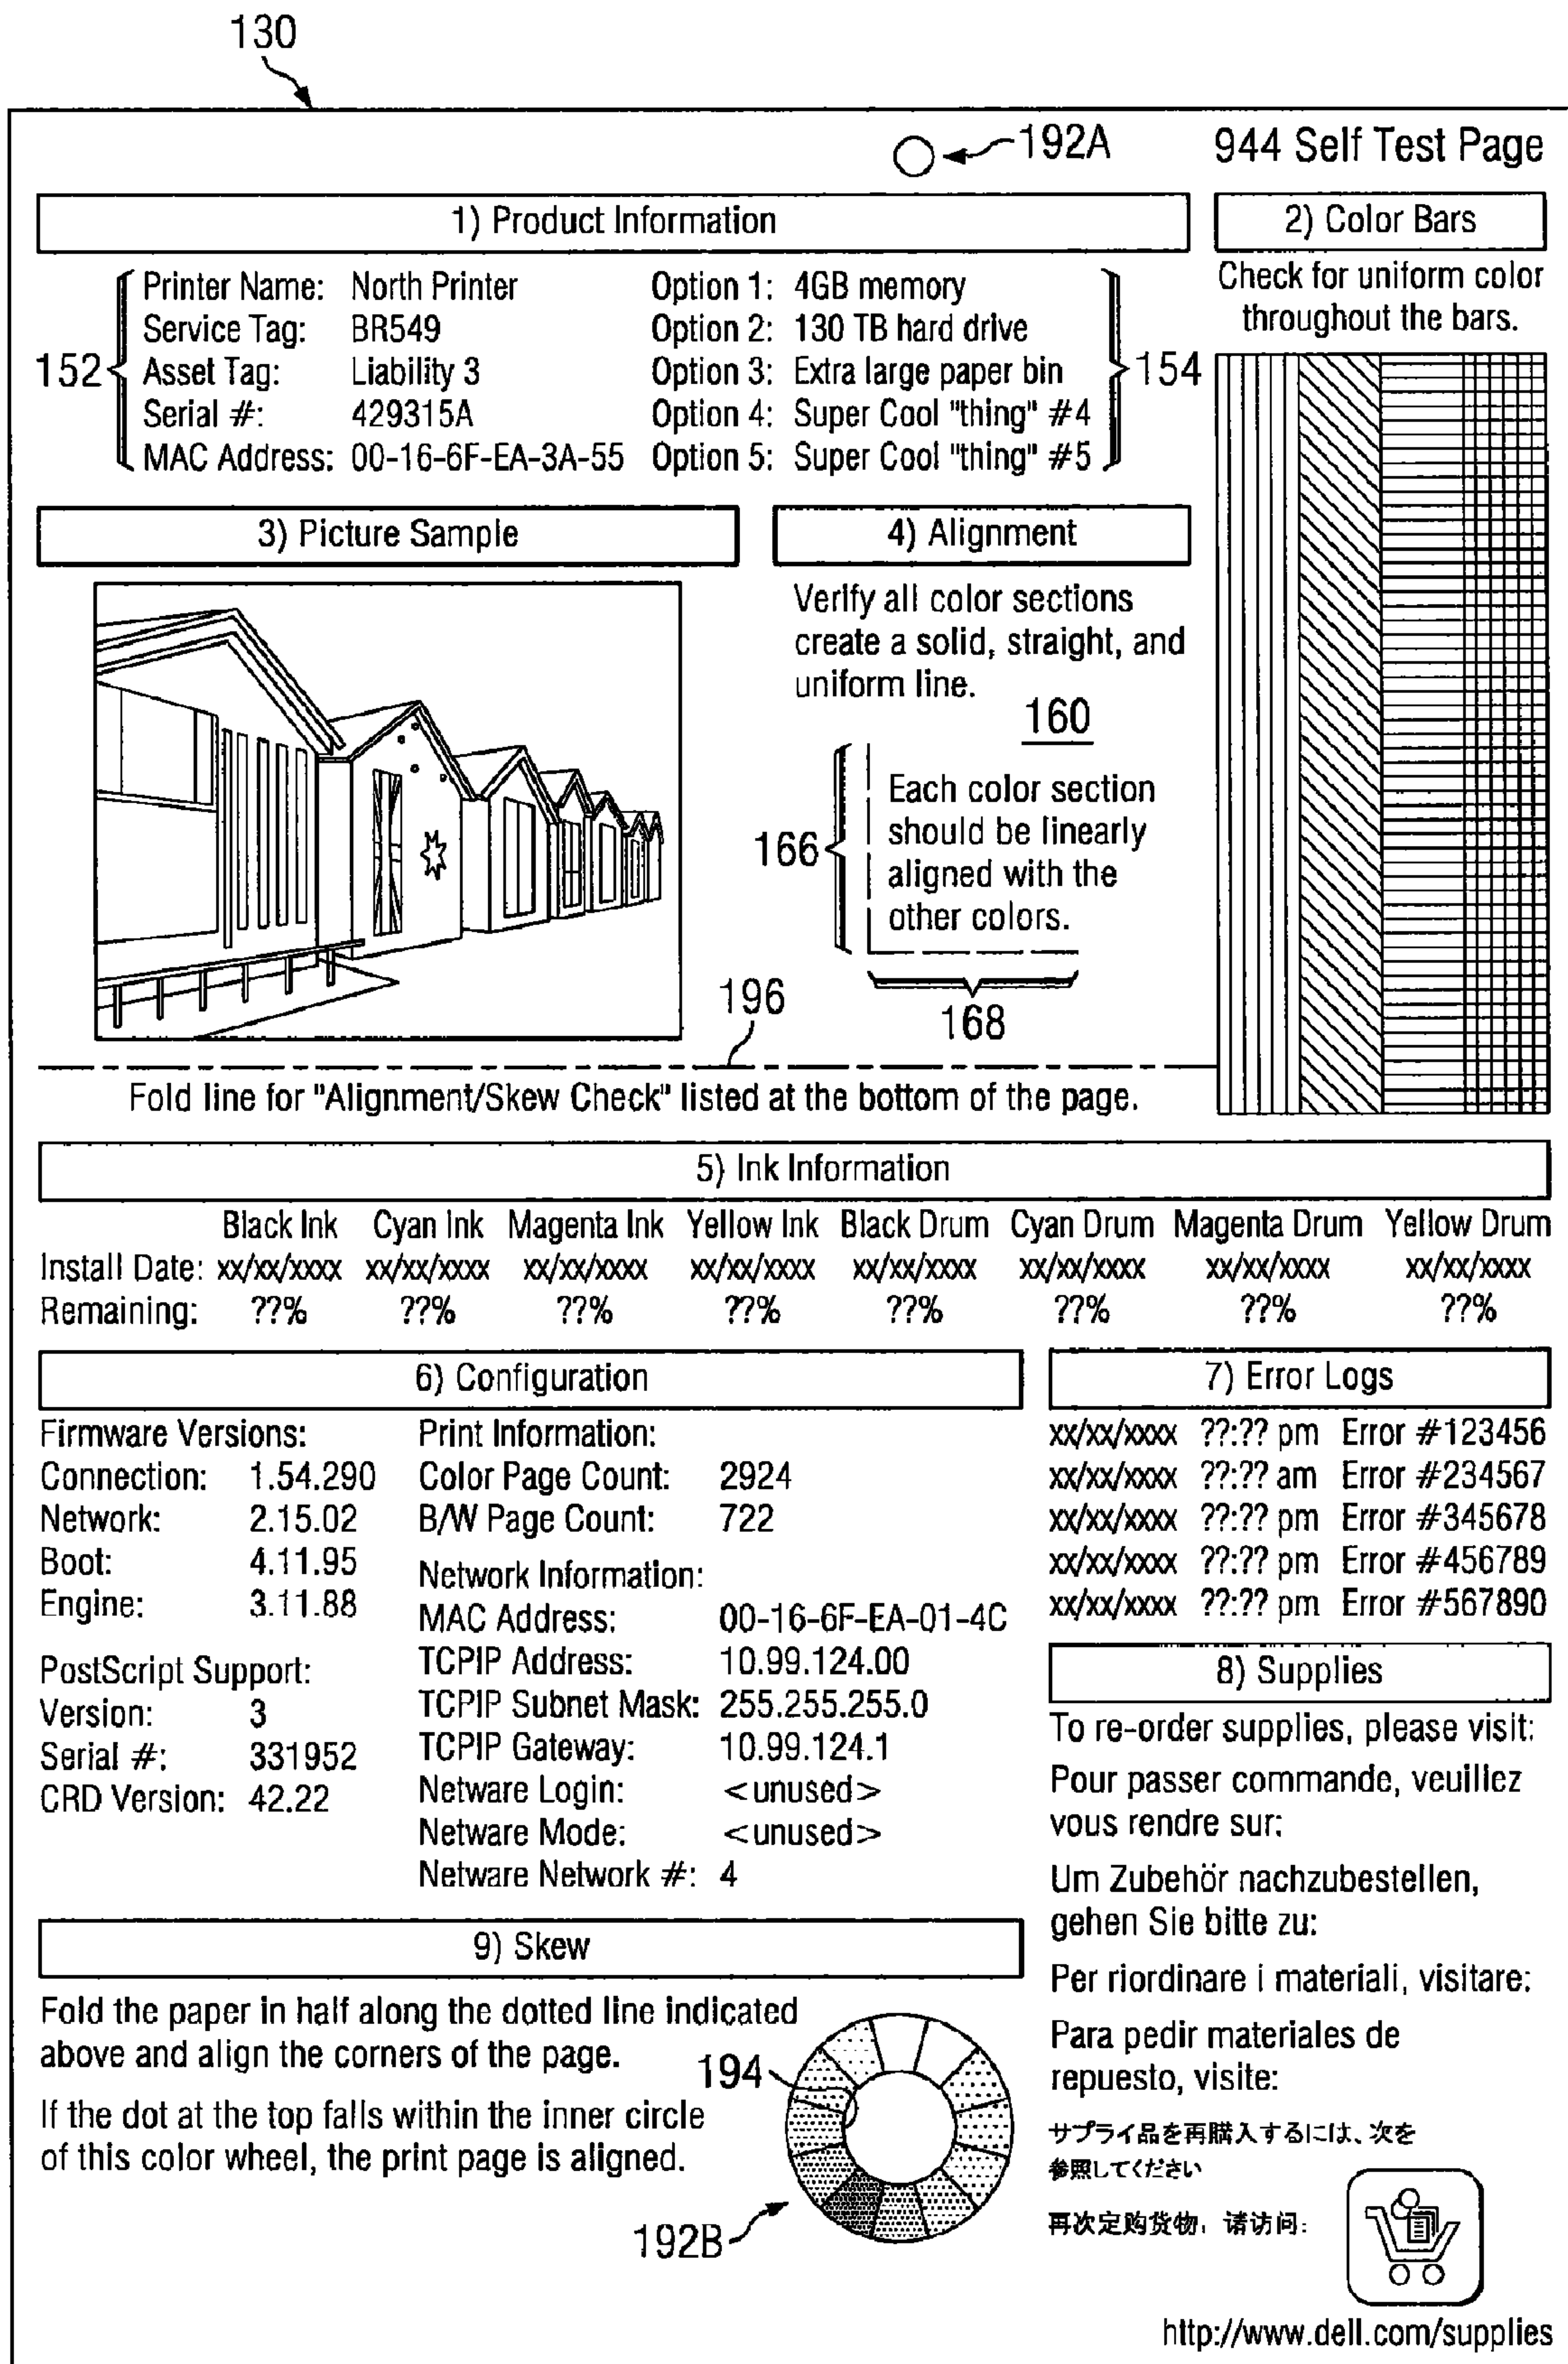 130
192A
944 Self Test Page
1) Product Information
152
Printer Name: North Printer
Service Tag: BR549
Asset Tag: Liability 3
Serial #: 429315A
MAC Address: 00-16-6F-EA-3A-55
Option 1: 4GB memory
Option 2: 130 TB hard drive
Option 3: Extra large paper bin
Option 4: Super Cool "thing" #4
Option 5: Super Cool "thing" #5
154
2) Color Bars
Check for uniform color
throughout the bars.
3) Picture Sample
4) Alignment
Verify all color sections
create a solid, straight, and
uniform line.
160
166
Each color section
should be linearly
aligned with the
other colors.
168
196
Fold line for "Alignment/Skew Check" listed at the bottom of the page.
5) Ink Information
Black Ink Cyan Ink Magenta Ink Yellow Ink Black Drum Cyan Drum Magenta Drum Yellow Drum
Install Date: xx/xx/xxxx xx/xx/xxxx xx/xx/xxxx xx/xx/xxxx xx/xx/xxxx xx/xx/xxxx xx/xx/xxxx xx/xx/xxxx
Remaining: ??% ??% ??% ??% ??% ??% ??% ??%
6) Configuration
Firmware Versions:
Connection: 1.54.290
Network: 2.15.02
Boot: 4.11.95
Engine: 3.11.88
PostScript Support:
Version: 3
Serial #: 331952
CRD Version: 42.22
Print Information:
Color Page Count: 2924
B/W Page Count: 722
Network Information:
MAC Address: 00-16-6F-EA-01-4C
TCPIP Address: 10.99.124.00
TCPIP Subnet Mask: 255.255.255.0
TCPIP Gateway: 10.99.124.1
Netware Login: <unused>
Netware Mode: <unused>
Netware Network #: 4
7) Error Logs
xx/xx/xxxx ??:?? pm Error #123456
xx/xx/xxxx ??:?? am Error #234567
xx/xx/xxxx ??:?? pm Error #345678
xx/xx/xxxx ??:?? pm Error #456789
xx/xx/xxxx ??:?? pm Error #567890
8) Supplies
To re-order supplies, please visit:
Pour passer commande, veuillez
vous rendre sur:
Um Zubehör nachzubestellen,
gehen Sie bitte zu:
Per riordinare i materiali, visitare:
Para pedir materiales de
repuesto, visite:
サプライ品を再購入するには、次を
参照してください
再次定购货物，请访问：
http://www.dell.com/supplies
9) Skew
Fold the paper in half along the dotted line indicated
above and align the corners of the page.
If the dot at the top falls within the inner circle
of this color wheel, the print page is aligned.
194
192B